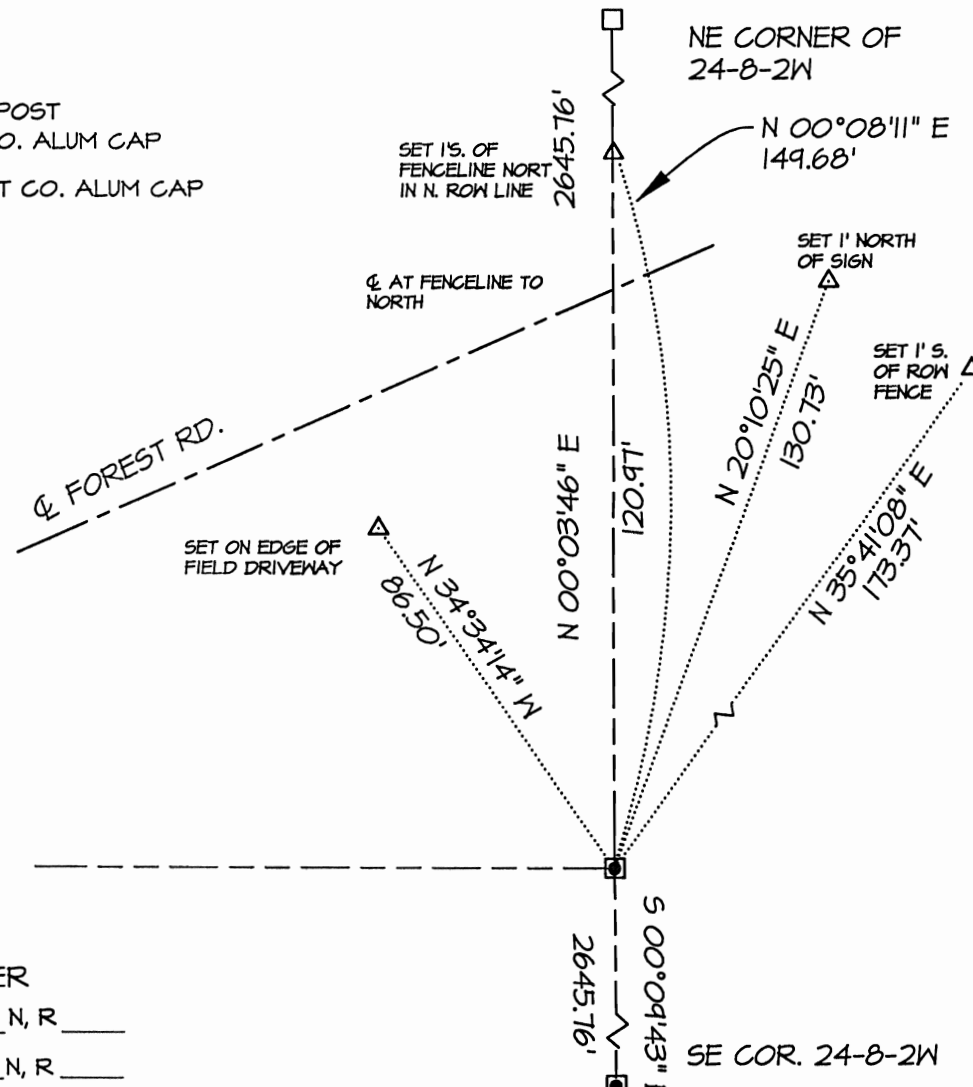 NE CORNER OF
24-8-2W
POST
O. ALUM CAP
T CO. ALUM CAP
N 00°08'11" E
149.68'
2645.76'
SET 1'S. OF
FENCELINE NORT
IN N. ROW LINE
SET 1' NORTH
OF SIGN
℄ AT FENCELINE TO
NORTH
SET 1' S.
OF ROW
FENCE
N 20°10'25" E
130.73'
℄ FOREST RD.
N 00°03'46" E
120.97'
N 35°41'08" E
173.37'
SET ON EDGE OF
FIELD DRIVEWAY
N 34°34'14" W
86.50'
S 00°09'43"
2645.76'
ER
N, R
N, R
SE COR. 24-8-2W